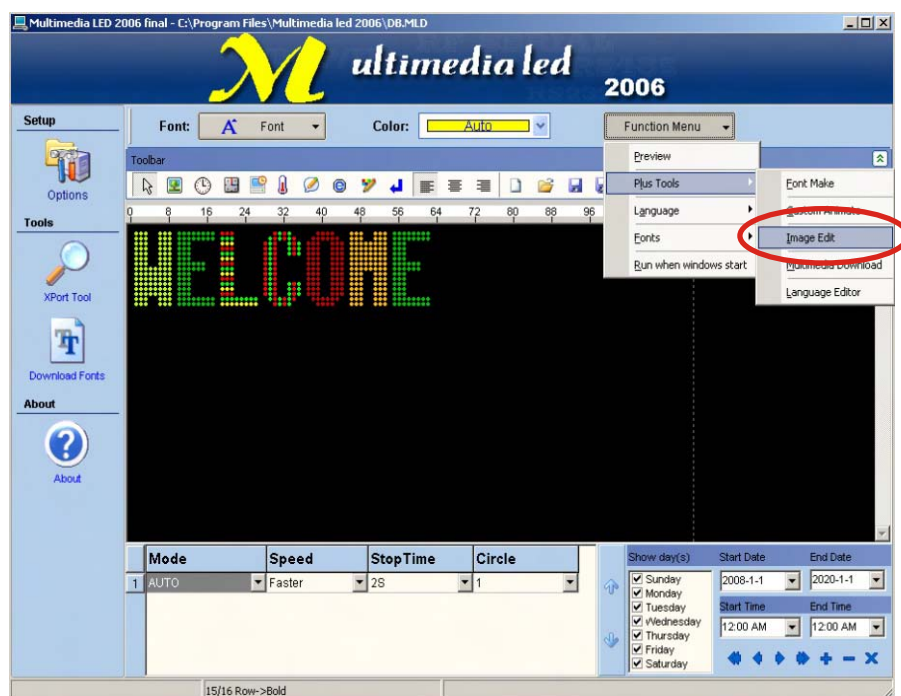 Multimedia LED 2006 final - C:\Program Files\Multimedia led 2006\DB.MLD
Multimedia led
2006
Setup
Font: A Font
Color: Auto
Function Menu
Options
Tools
XPort Tool
Download Fonts
About
About
Toolbar
0 8 16 24 32 40 48 56 64 72 80 88 96
WELCOME
Preview
Plus Tools
Language
Fonts
Run when windows start
Font Make
Custom Animate
Image Edit
Multimedia Download
Language Editor
Mode Speed StopTime Circle
1 AUTO Faster 2S 1
Show day(s) Start Date End Date
Sunday 2008-1-1 2020-1-1
Monday
Tuesday Start Time End Time
Wednesday 12:00 AM 12:00 AM
Thursday
Friday
Saturday
15/16 Row->Bold